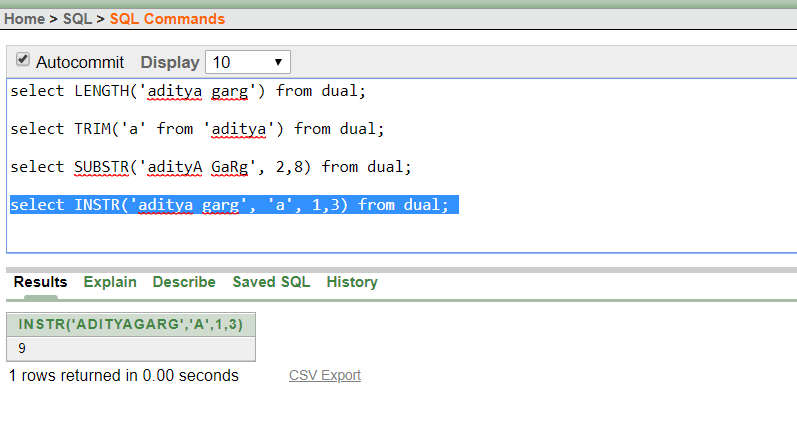 Home > SQL > SQL Commands
Autocommit Display 10
select LENGTH('aditya garg') from dual;
select TRIM('a' from 'aditya') from dual;
select SUBSTR('adityA GaRg', 2,8) from dual;
select INSTR('aditya garg', 'a', 1,3) from dual;
Results Explain Describe Saved SQL History
INSTR('ADITYAGARG','A',1,3)
9
1 rows returned in 0.00 seconds CSV Export